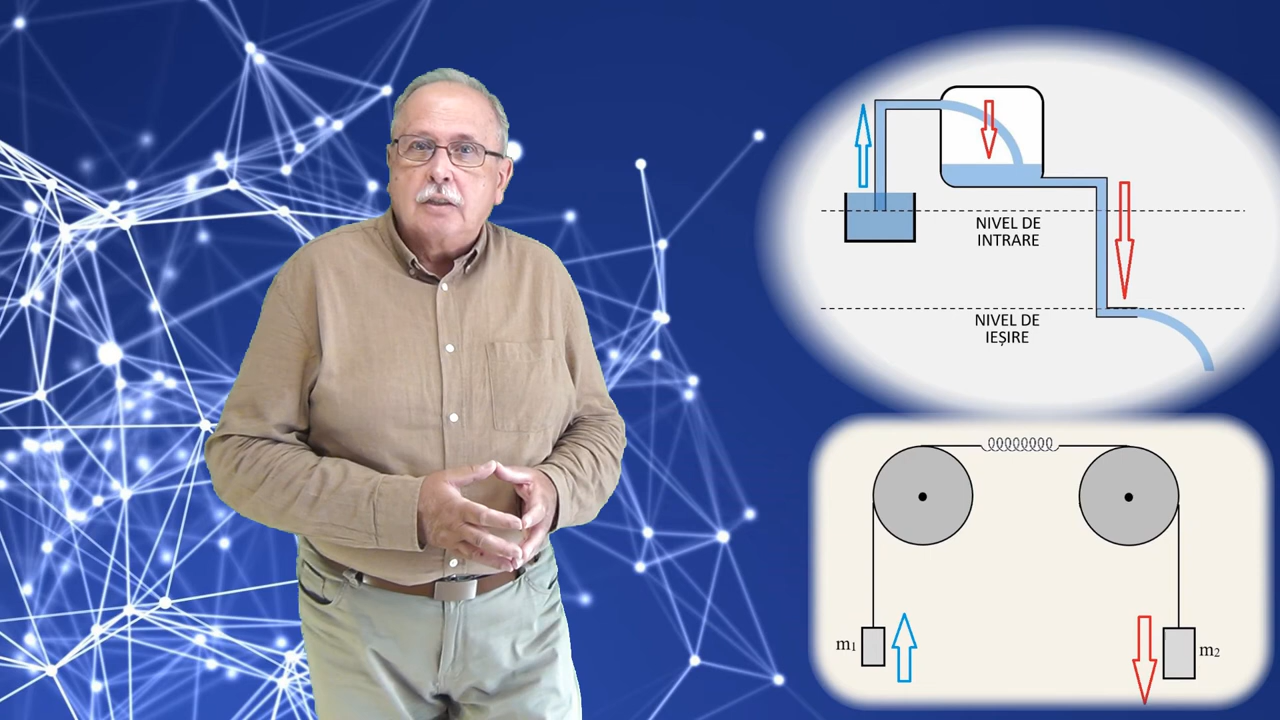 NIVEL DE
INTRARE
NIVEL DE
IEȘIRE
m₁
m₂